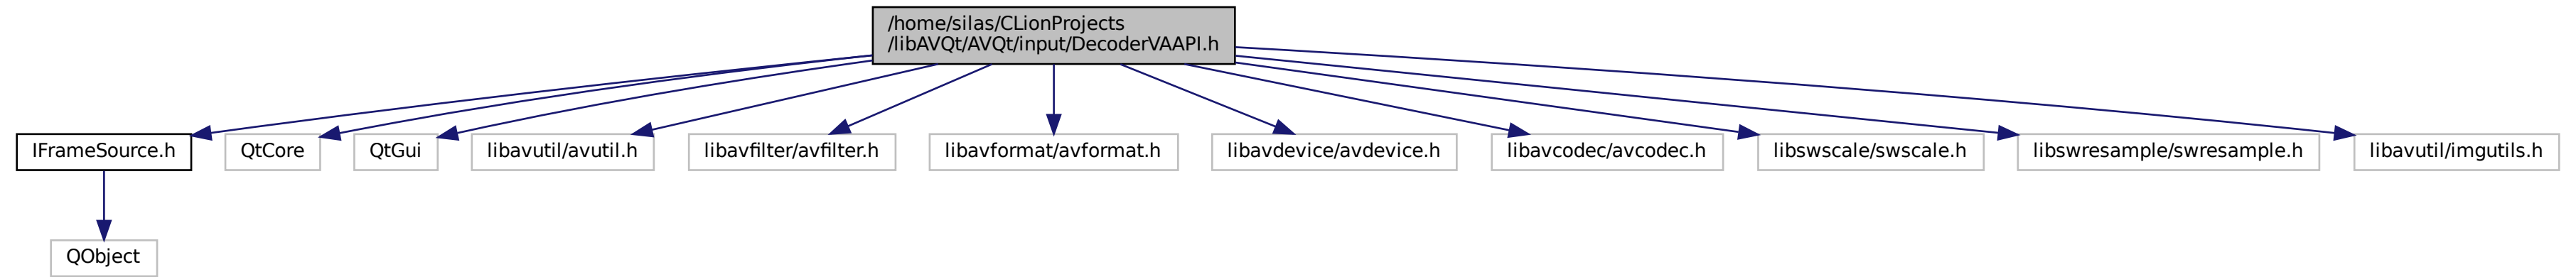 /home/silas/CLionProjects
/libAVQt/AVQt/input/DecoderVAAPI.h
IFrameSource.h
QtCore
QtGui
libavutil/avutil.h
libavfilter/avfilter.h
libavformat/avformat.h
libavdevice/avdevice.h
libavcodec/avcodec.h
libswscale/swscale.h
libswresample/swresample.h
libavutil/imgutils.h
QObject